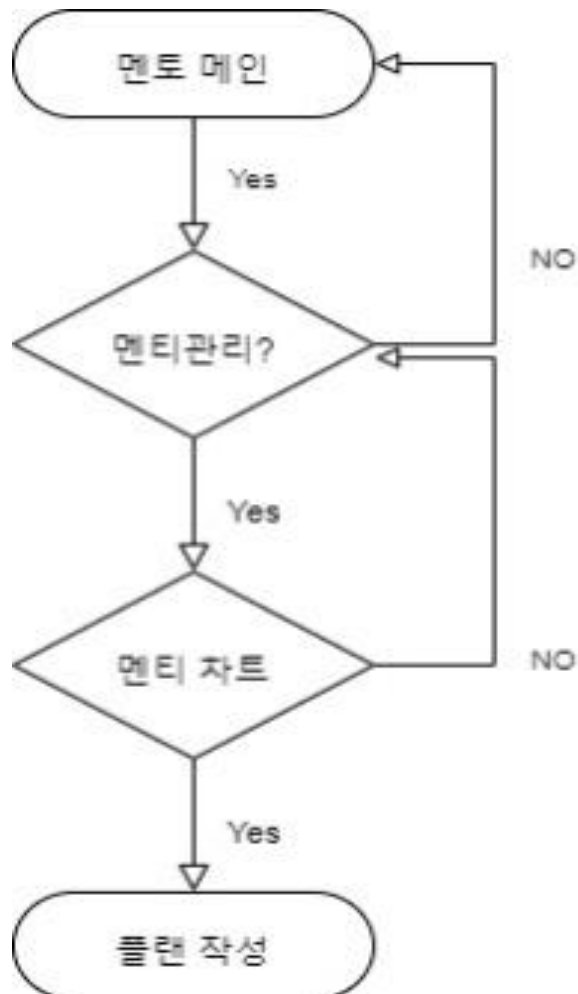 멘토 메인
Yes
NO
멘티관리?
Yes
멘티 차트
NO
Yes
플랜 작성